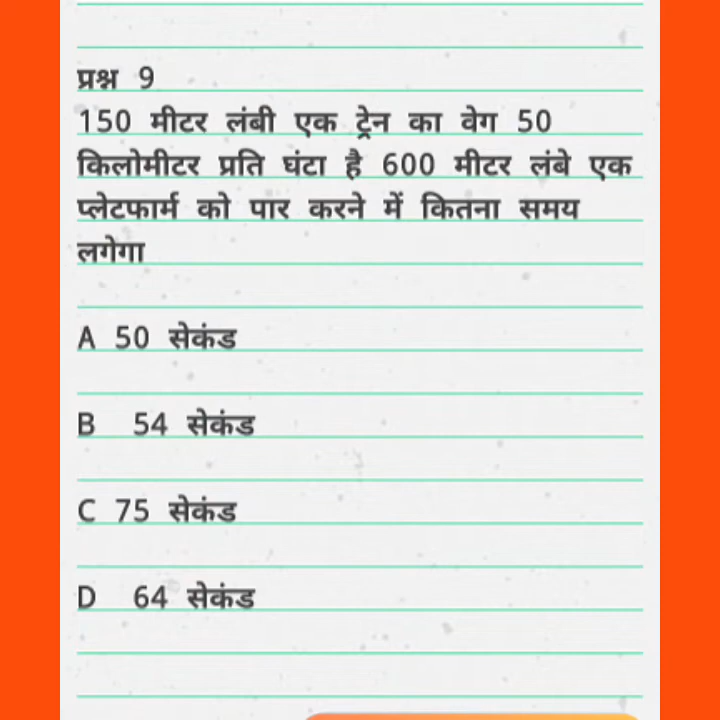 प्रश्न 9
150 मीटर लंबी एक ट्रेन का वेग 50
किलोमीटर प्रति घंटा है 600 मीटर लंबे एक
प्लेटफार्म को पार करने में कितना समय
लगेगा
A 50 सेकंड
B 54 सेकंड
C 75 सेकंड
D 64 सेकंड